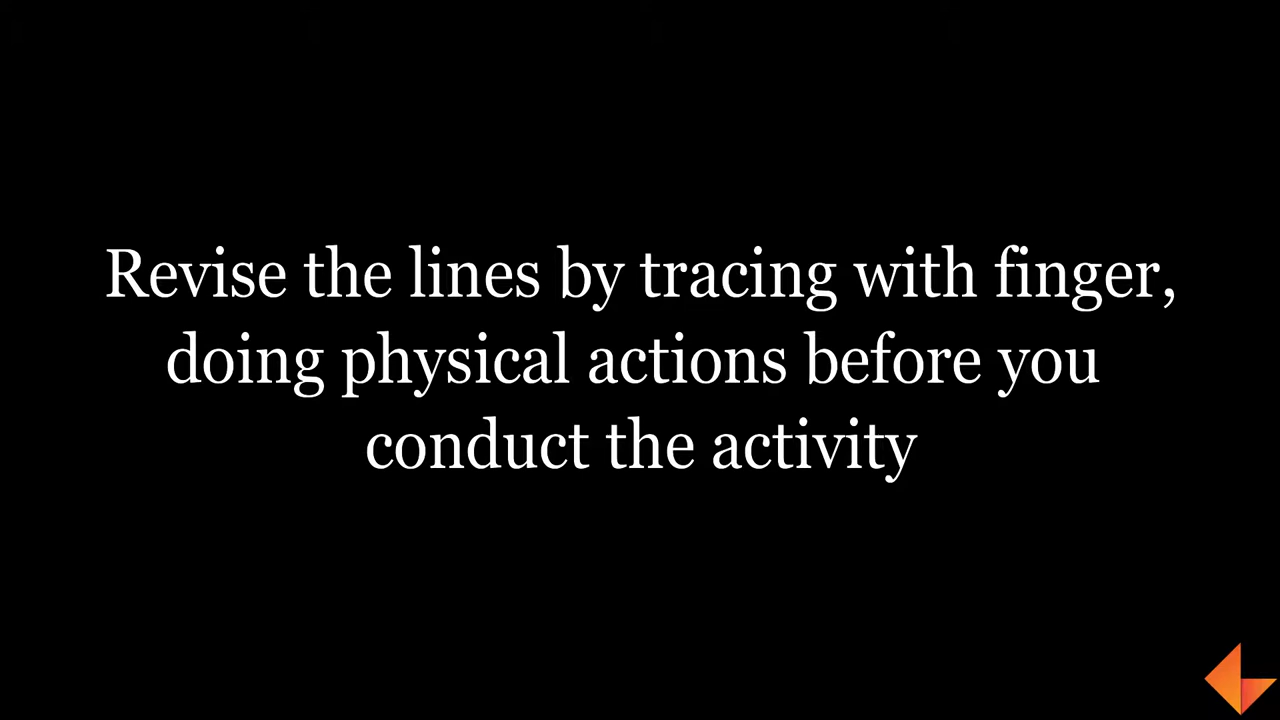 Revise the lines by tracing with finger,
doing physical actions before you
conduct the activity